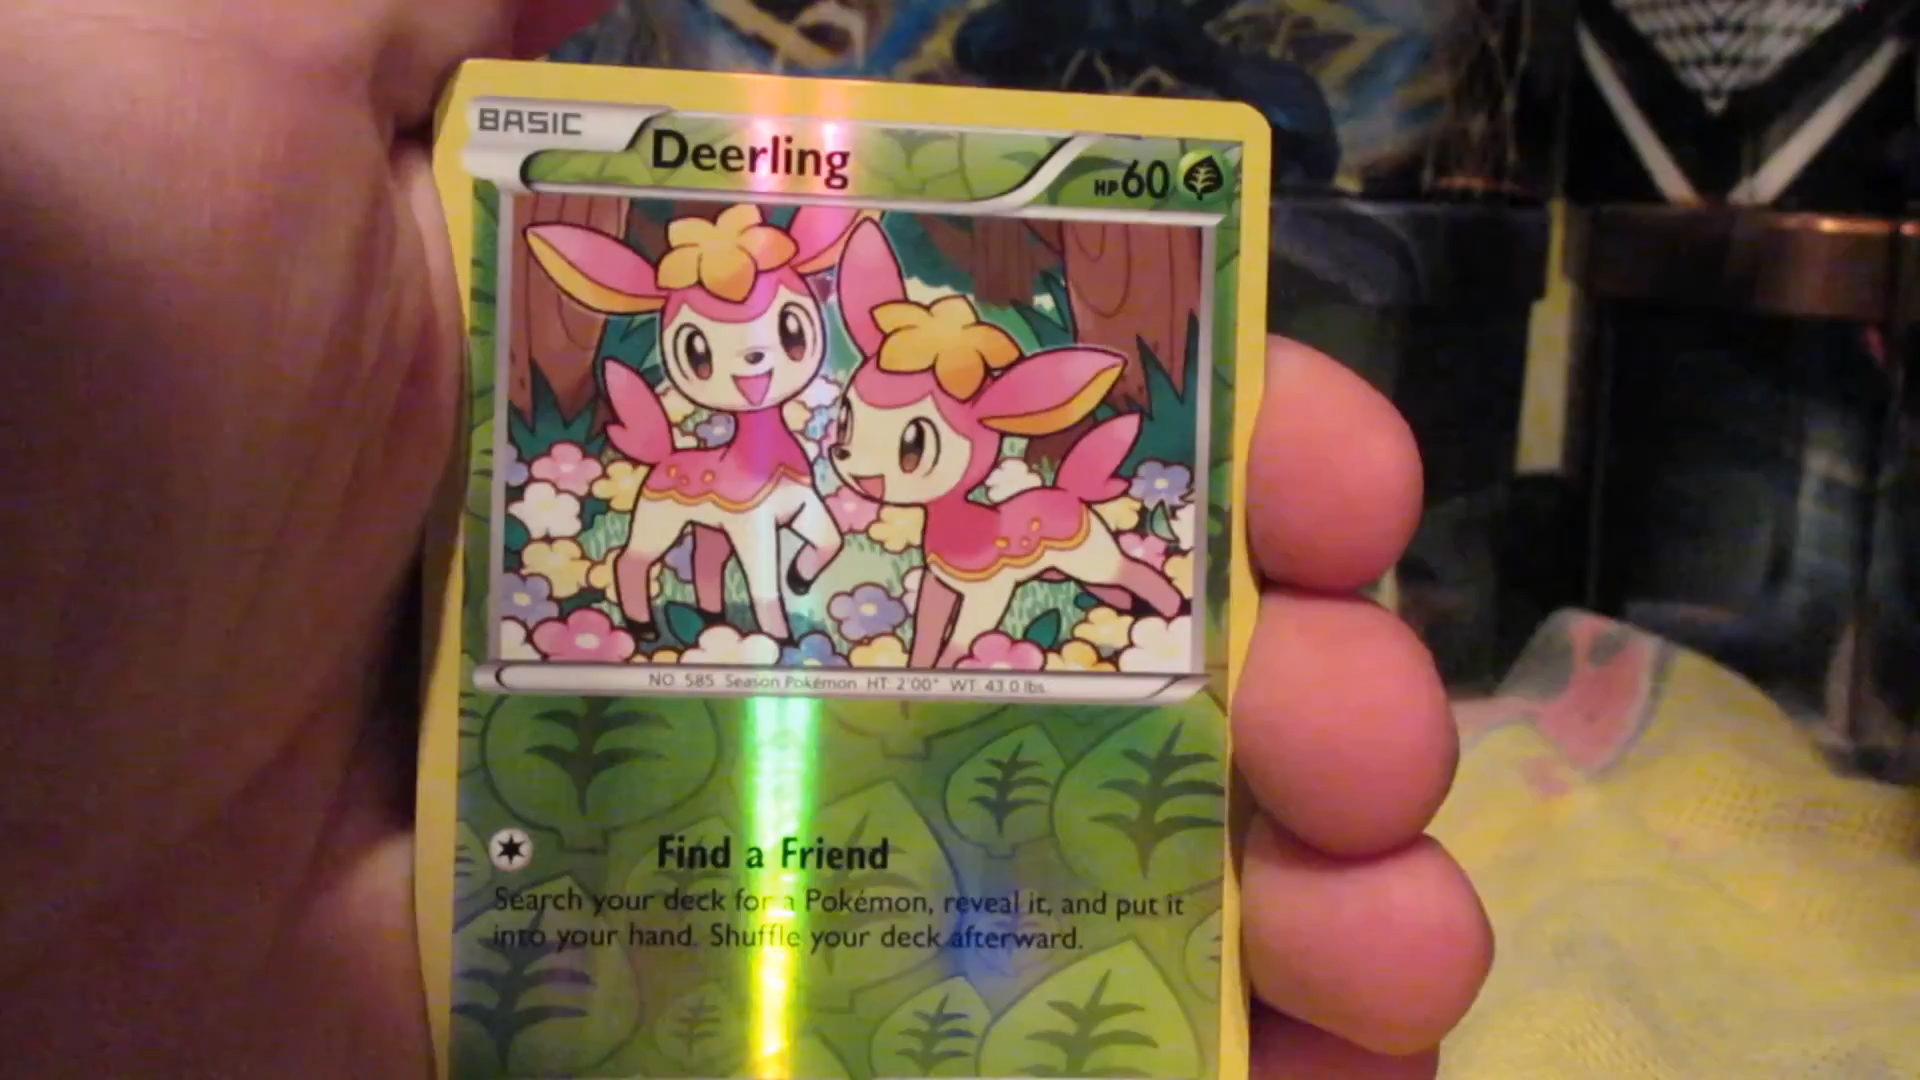 BASIC
Deerling
HP 60
NO. 585 Season Pokémon HT: 2'00" WT: 43.0 lbs.
Find a Friend
Search your deck for a Pokémon, reveal it, and put it
into your hand. Shuffle your deck afterward.